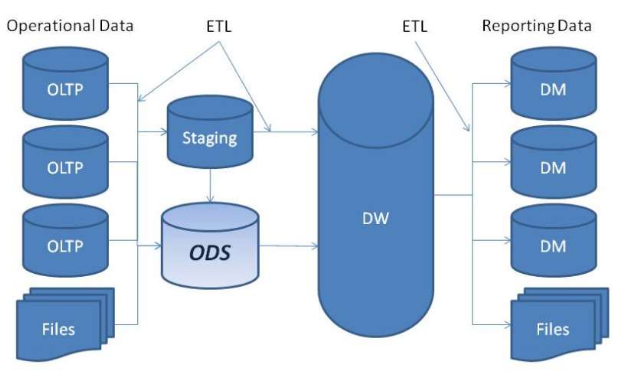 Operational Data
ETL
ETL
Reporting Data
OLTP
DM
Staging
OLTP
DM
DW
OLTP
ODS
DM
Files
Files